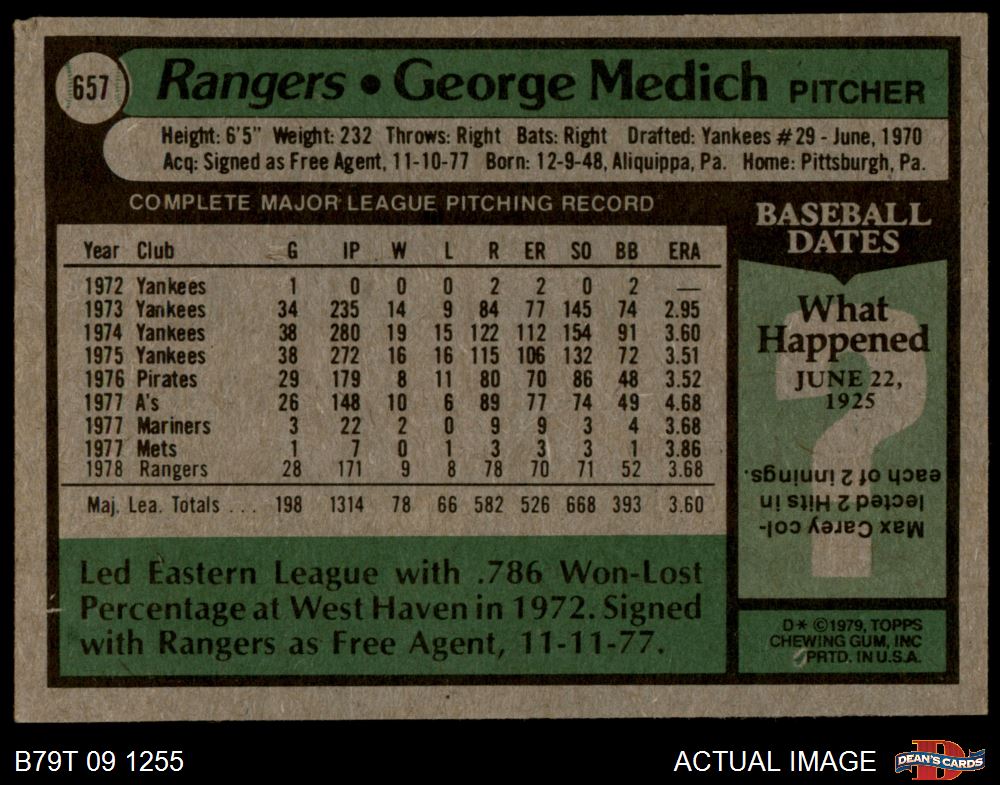 657
Rangers • George Medich PITCHER
Height: 6'5" Weight: 232 Throws: Right Bats: Right Drafted: Yankees #29 - June, 1970
Acq: Signed as Free Agent, 11-10-77 Born: 12-9-48, Aliquippa, Pa. Home: Pittsburgh, Pa.
COMPLETE MAJOR LEAGUE PITCHING RECORD
Year Club G IP W L R ER SO BB ERA
1972 Yankees 1 0 0 0 2 2 0 2 —
1973 Yankees 34 235 14 9 84 77 145 74 2.95
1974 Yankees 38 280 19 15 122 112 154 91 3.60
1975 Yankees 38 272 16 16 115 106 132 72 3.51
1976 Pirates 29 179 8 11 80 70 86 48 3.52
1977 A's 26 148 10 6 89 77 74 49 4.68
1977 Mariners 3 22 2 0 9 9 3 4 3.68
1977 Mets 1 7 0 1 3 3 3 1 3.86
1978 Rangers 28 171 9 8 78 70 71 52 3.68
Maj. Lea. Totals ... 198 1314 78 66 582 526 668 393 3.60
Led Eastern League with .786 Won-Lost
Percentage at West Haven in 1972. Signed
with Rangers as Free Agent, 11-11-77.
BASEBALL
DATES
What
Happened
JUNE 22,
1925
?
Max Carey col-
lected 2 Hits in
each of 2 innings.
D* ©1979, TOPPS
CHEWING GUM, INC
PRTD. IN U.S.A.
B79T 09 1255
ACTUAL IMAGE
DEAN'S CARDS